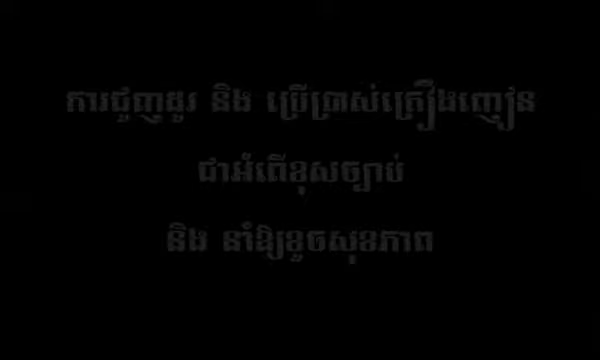 ការជួញដូរ និង ប្រើប្រាស់គ្រឿងញៀន
ជាអំពើខុសច្បាប់
និង នាំឱ្យខូចសុខភាព